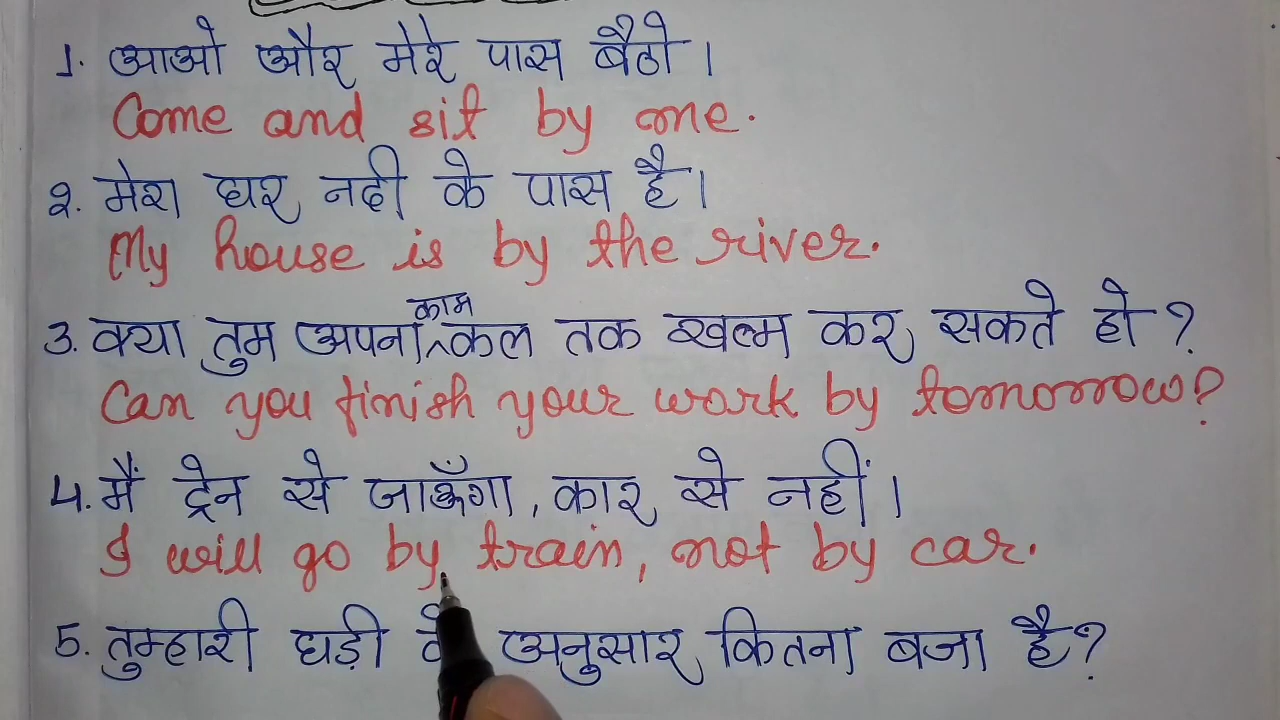 1. आओ और मेरे पास बैठो।
Come and sit by me.
2. मेरा घर नदी के पास है।
My house is by the river.
3. क्या तुम अपना काम कल तक खत्म कर सकते हो?
Can you finish your work by tomorrow?
4. मैं ट्रेन से जाऊँगा, कार से नहीं।
I will go by train, not by car.
5. तुम्हारी घड़ी के अनुसार कितना बजा है?